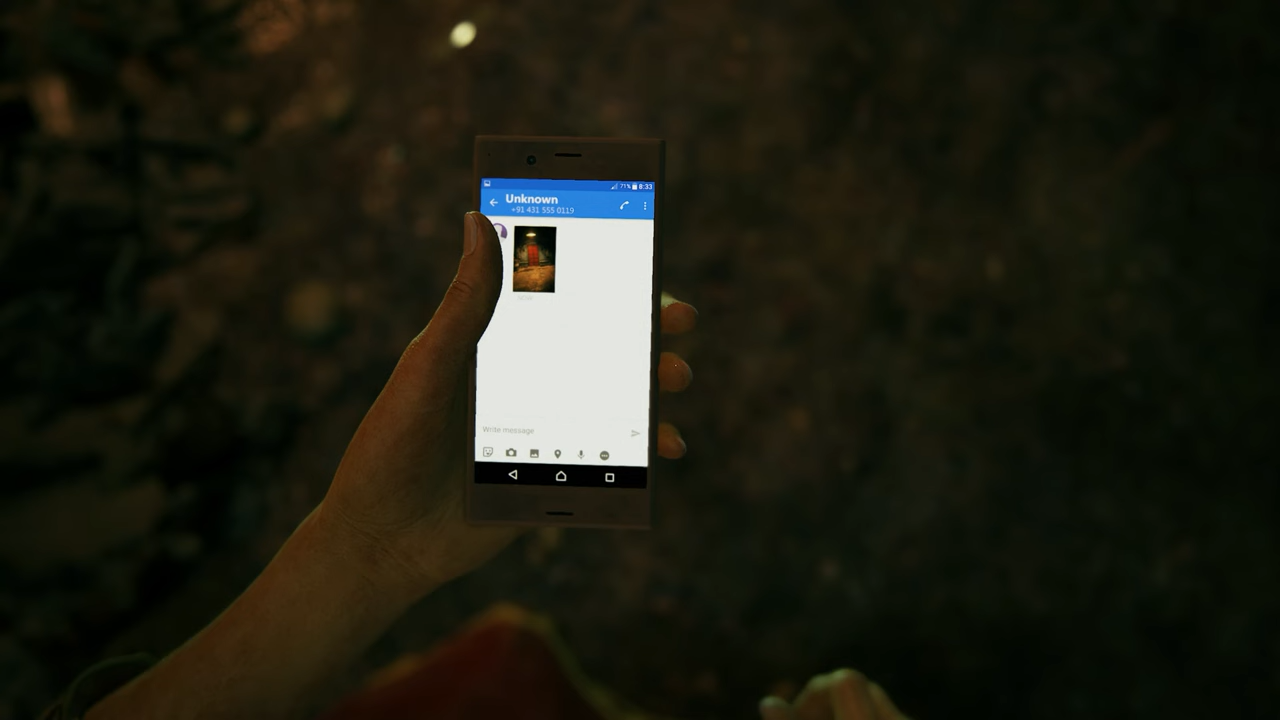 71% 8:33
Unknown
+91 431 555 0119
Write message